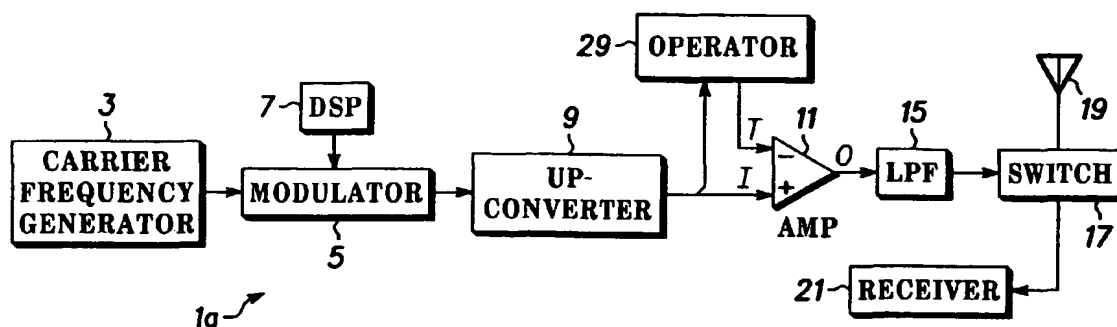 29
OPERATOR
3
7
DSP
9
T
11
15
19
CARRIER
FREQUENCY
GENERATOR
MODULATOR
5
UP-
CONVERTER
I
−
+
O
AMP
LPF
SWITCH
17
21
RECEIVER
1a